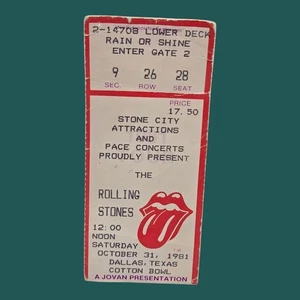 2-1470B LOWER DECK
RAIN OR SHINE
ENTER GATE 2
9 26 28
SEC. ROW SEAT
PRICE
17.50
STONE CITY
ATTRACTIONS
AND
PACE CONCERTS
PROUDLY PRESENT
THE
ROLLING
STONES
12:00
NOON
SATURDAY
OCTOBER 31, 1981
DALLAS, TEXAS
COTTON BOWL
A JOVAN PRESENTATION